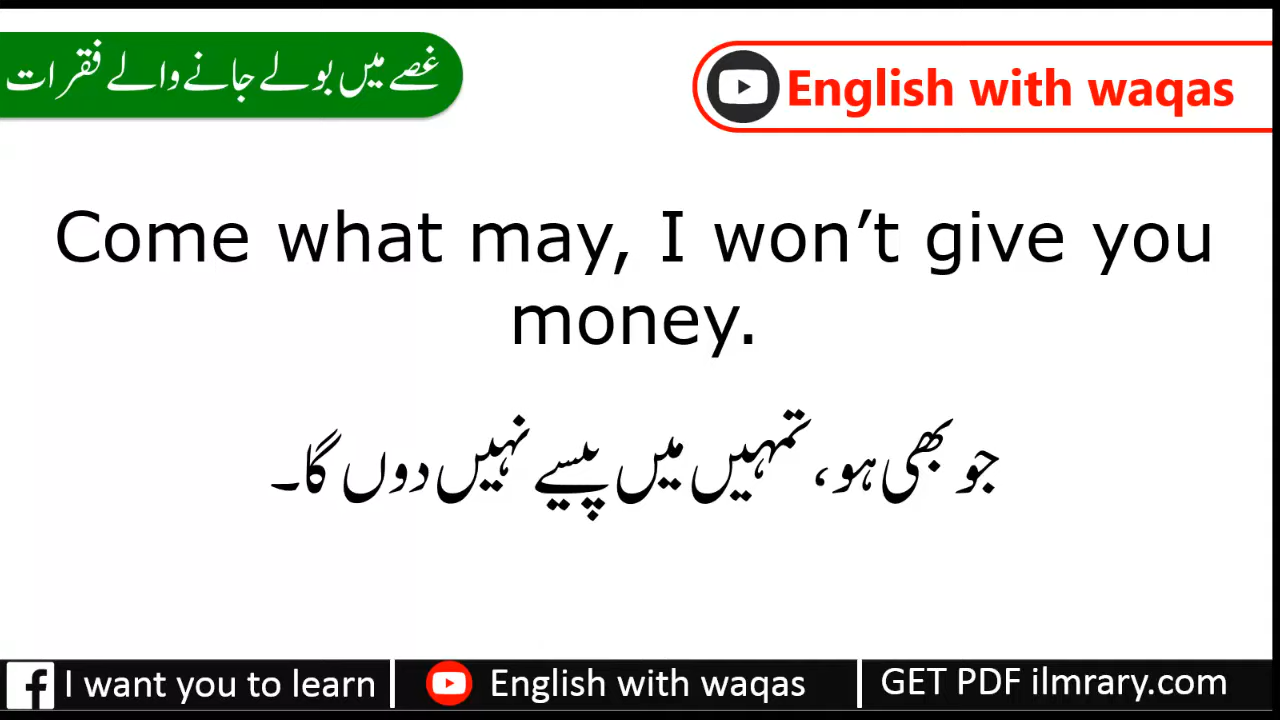 غصے میں بولے جانے والے فقرات
English with waqas
Come what may, I won’t give you
money.
جو بھی ہو، تمہیں میں پیسے نہیں دوں گا۔
I want you to learn
English with waqas
GET PDF ilmrary.com